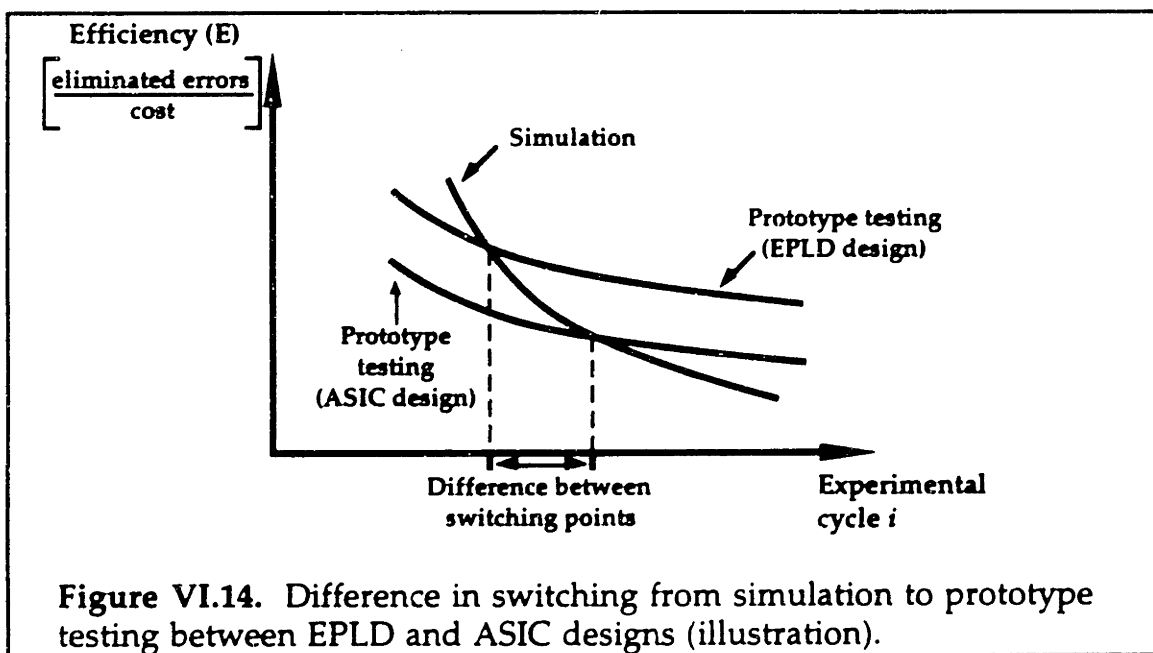 Efficiency (E)
eliminated errors
cost
Simulation
Prototype testing
(EPLD design)
Prototype
testing
(ASIC design)
Difference between
switching points
Experimental
cycle i
Figure VI.14. Difference in switching from simulation to prototype
testing between EPLD and ASIC designs (illustration).